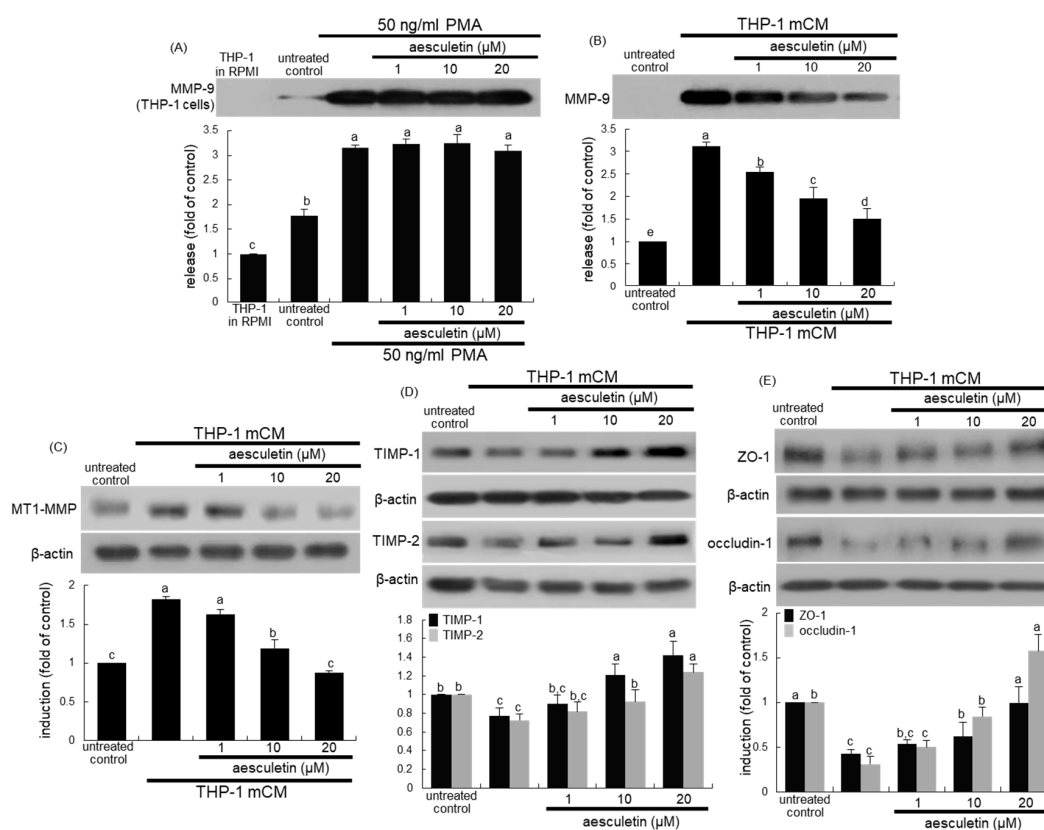 (A)
50 ng/ml PMA
aesculetin (μM)
THP-1
in RPMI
untreated
control
1 10 20
MMP-9
(THP-1 cells)
release (fold of control)
3.5
3
2.5
2
1.5
1
0.5
0
c b a a a a
THP-1
in RPMI
untreated
control
1 10 20
aesculetin (μM)
50 ng/ml PMA
(B)
THP-1 mCM
untreated
control
aesculetin (μM)
1 10 20
MMP-9
release (fold of control)
3.5
3
2.5
2
1.5
1
0.5
0
e a b c d
untreated
control
1 10 20
aesculetin (μM)
THP-1 mCM
(C)
THP-1 mCM
untreated
control
aesculetin (μM)
1 10 20
MT1-MMP
β-actin
induction (fold of control)
2
1.5
1
0.5
0
c a a b c
untreated
control
1 10 20
aesculetin (μM)
THP-1 mCM
(D)
THP-1 mCM
untreated
control
aesculetin (μM)
1 10 20
TIMP-1
β-actin
TIMP-2
β-actin
TIMP-1
TIMP-2
induction (fold of control)
1.8
1.6
1.4
1.2
1
0.8
0.6
0.4
0.2
0
b b c c b,c b,c a b a a
untreated
control
1 10 20
aesculetin (μM)
THP-1 mCM
(E)
THP-1 mCM
untreated
control
aesculetin (μM)
1 10 20
ZO-1
β-actin
occludin-1
β-actin
ZO-1
occludin-1
induction (fold of control)
2
1.5
1
0.5
0
a b c c b,c c b b a a
untreated
control
1 10 20
aesculetin (μM)
THP-1 mCM